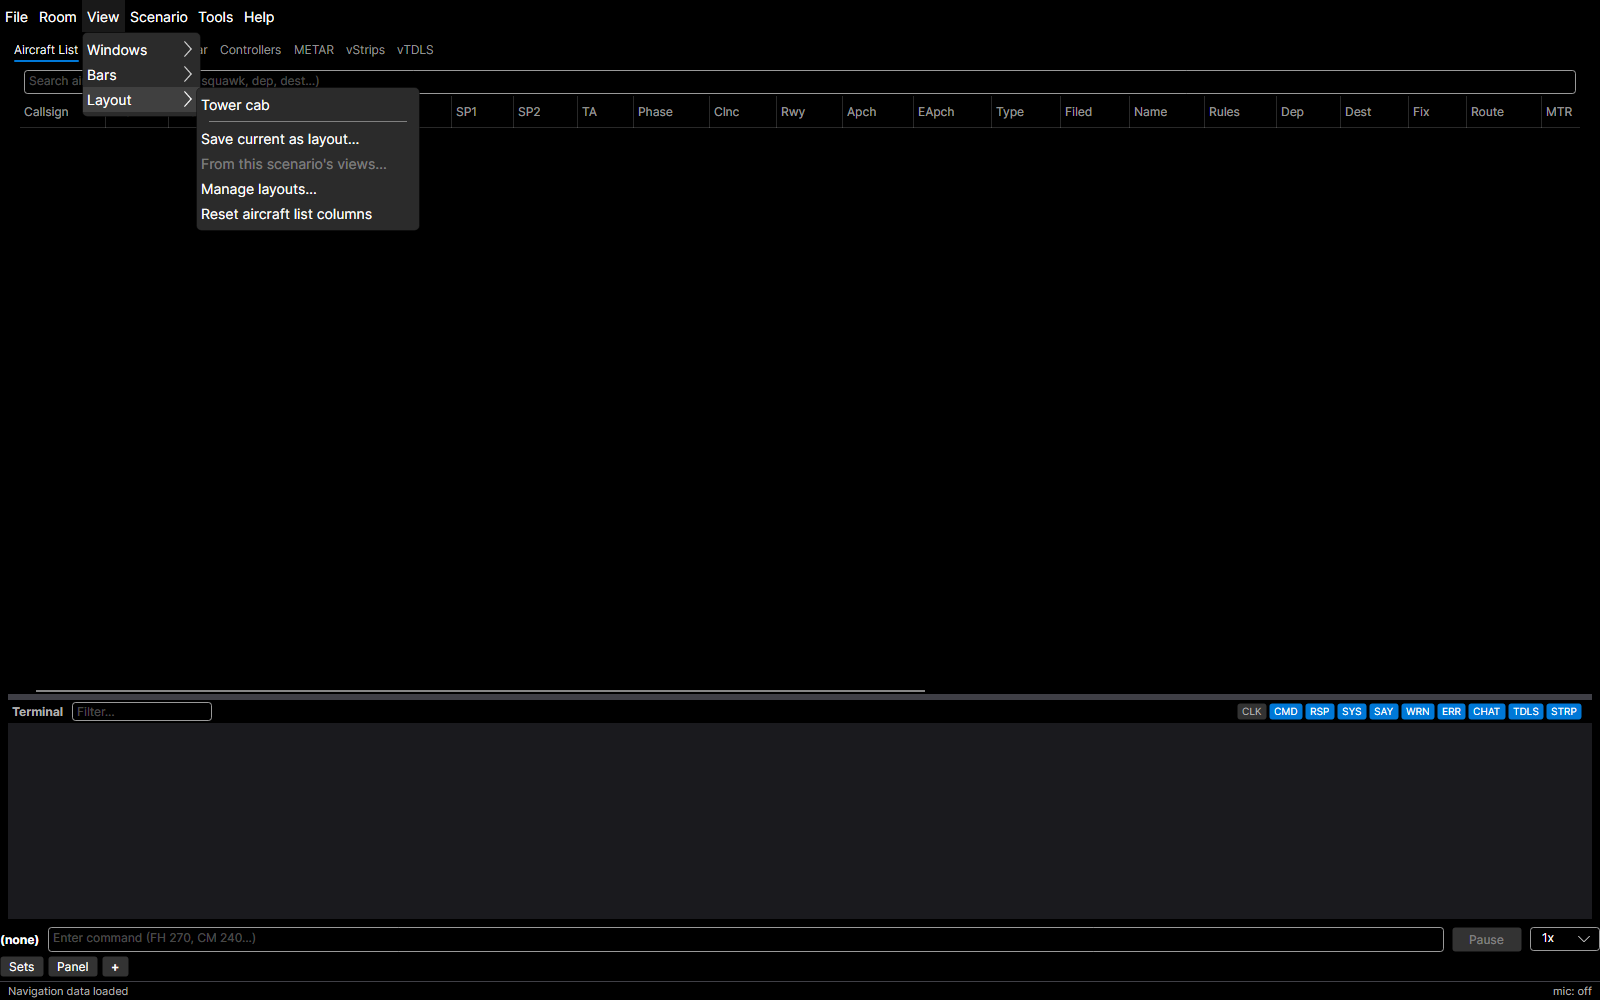 File Room View Scenario Tools Help
Aircraft List ar Controllers METAR vStrips vTDLS
Windows
Bars
Layout
Search ai squawk, dep, dest...)
Tower cab
Save current as layout...
From this scenario's views...
Manage layouts...
Reset aircraft list columns
Callsign SP1 SP2 TA Phase Clnc Rwy Apch EApch Type Filed Name Rules Dep Dest Fix Route MTR
Terminal Filter... CLK CMD RSP SYS SAY WRN ERR CHAT TDLS STRP
(none) Enter command (FH 270, CM 240...) Pause 1x
Sets Panel +
Navigation data loaded mic: off